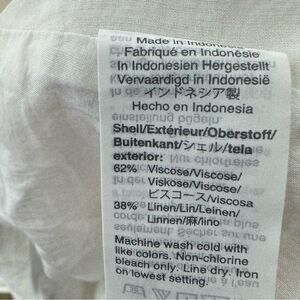 Made in Indonesia
Fabriqué en Indonésie
In Indonesien Hergestellt
Vervaardigd in Indonesië
インドネシア製
Hecho en Indonesia
Shell/Extérieur/Oberstoff/
Buitenkant/シェル/tela
exterior:
62% Viscose/Viscose/
Viskose/Viscose/
ビスコース/viscosa
38% Linen/Lin/Leinen/
Linnen/麻/lino
Machine wash cold with
like colors. Non-chlorine
bleach only. Line dry. Iron
on lowest setting.